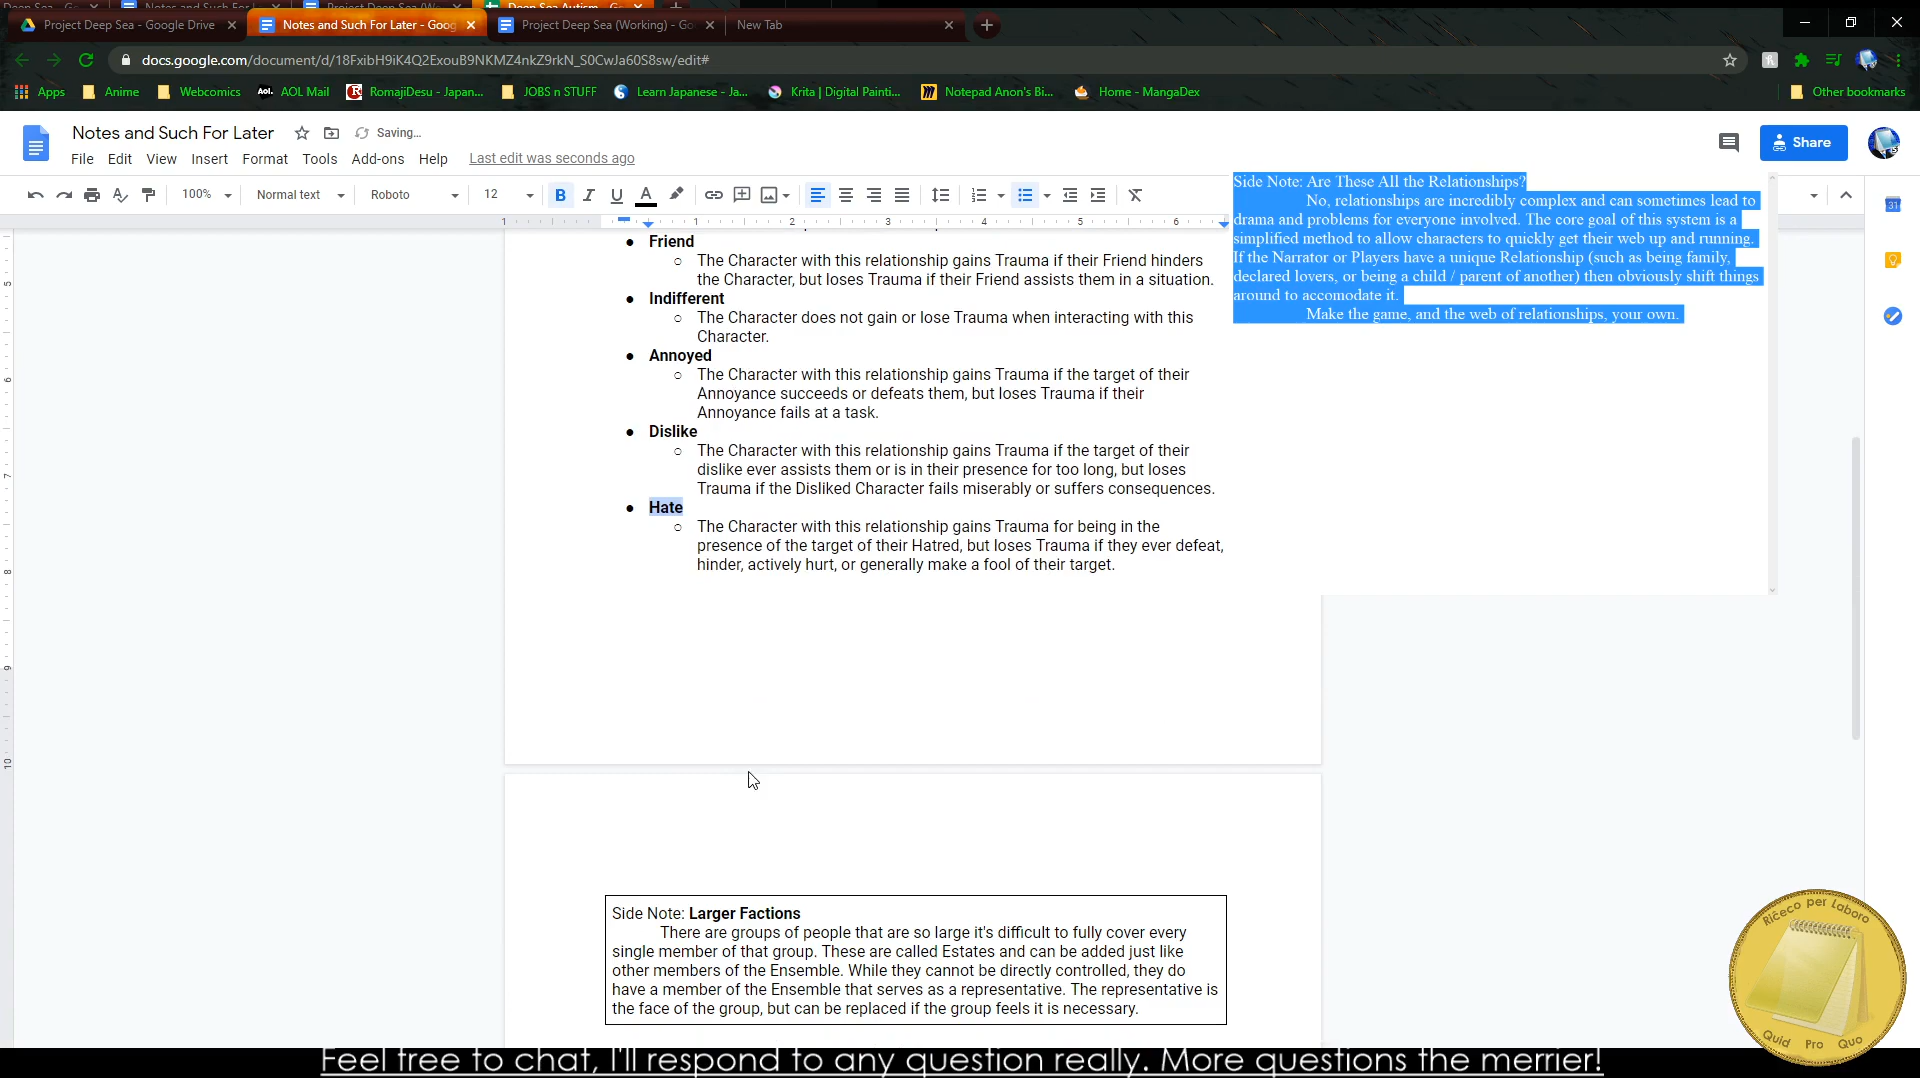 Project Deep Sea - Google Drive
Notes and Such For Later - Goog
Project Deep Sea (Working) - Go
New Tab
docs.google.com/document/d/18FxibH9iK4Q2ExouB9NKMZ4nkZ9rkN_S0CwJa60S8sw/edit#
Apps
Anime
Webcomics
Aol.
AOL Mail
RomajiDesu - Japan...
JOBS n STUFF
Learn Japanese - Ja...
Krita | Digital Painti...
Notepad Anon's Bi...
Home - MangaDex
Other bookmarks
Notes and Such For Later
Saving...
File Edit View Insert Format Tools Add-ons Help
Last edit was seconds ago
Share
100%
Normal text
Roboto
12
B I U A
1 1 2 3 4 5 6
31
5
6
7
8
9
10
● Friend
○ The Character with this relationship gains Trauma if their Friend hinders
the Character, but loses Trauma if their Friend assists them in a situation.
● Indifferent
○ The Character does not gain or lose Trauma when interacting with this
Character.
● Annoyed
○ The Character with this relationship gains Trauma if the target of their
Annoyance succeeds or defeats them, but loses Trauma if their
Annoyance fails at a task.
● Dislike
○ The Character with this relationship gains Trauma if the target of their
dislike ever assists them or is in their presence for too long, but loses
Trauma if the Disliked Character fails miserably or suffers consequences.
● Hate
○ The Character with this relationship gains Trauma for being in the
presence of the target of their Hatred, but loses Trauma if they ever defeat,
hinder, actively hurt, or generally make a fool of their target.
Side Note: Are These All the Relationships?
No, relationships are incredibly complex and can sometimes lead to
drama and problems for everyone involved. The core goal of this system is a
simplified method to allow characters to quickly get their web up and running.
If the Narrator or Players have a unique Relationship (such as being family,
declared lovers, or being a child / parent of another) then obviously shift things
around to accomodate it.
Make the game, and the web of relationships, your own.
Side Note: Larger Factions
There are groups of people that are so large it's difficult to fully cover every
single member of that group. These are called Estates and can be added just like
other members of the Ensemble. While they cannot be directly controlled, they do
have a member of the Ensemble that serves as a representative. The representative is
the face of the group, but can be replaced if the group feels it is necessary.
Riceco per Laboro
Quid Pro Quo
Feel free to chat, I'll respond to any question really. More questions the merrier!